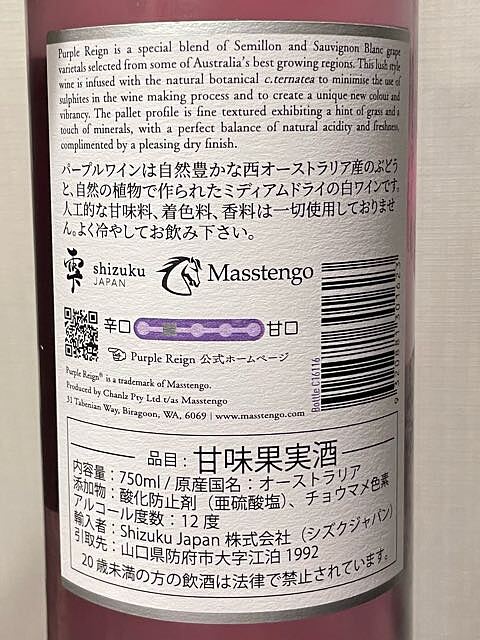 Purple Reign is a special blend of Semillon and Sauvignon Blanc grape
varietals selected from some of Australia's best growing regions. This lush style
wine is infused with the natural botanical c.ternatea to minimise the use of
sulphites in the wine making process and to create a unique new colour and
vibrancy. The pallet profile is fine textured exhibiting a hint of grass and a
touch of minerals, with a perfect balance of natural acidity and freshness,
complimented by a pleasing dry finish.
パープルワインは自然豊かな西オーストラリア産のぶどう
と、自然の植物で作られたミディアムドライの白ワインです。
人工的な甘味料、着色料、香料は一切使用しておりませ
ん。よく冷やしてお飲み下さい。
雫 shizuku JAPAN Masstengo
辛口 甘口
Purple Reign 公式ホームページ
Purple Reign® is a trademark of Masstengo.
Produced by Chanlz Pty Ltd t/as Masstengo
31 Tabenian Way, Biragoon, WA, 6069 | www.masstengo.com
Bottle C16116
9320881301623
品目：甘味果実酒
内容量：750ml / 原産国名：オーストラリア
添加物：酸化防止剤（亜硫酸塩）、チョウマメ色素
アルコール度数：12度
輸入者：Shizuku Japan 株式会社（シズクジャパン）
引取先：山口県防府市大字江泊 1992
20歳未満の方の飲酒は法律で禁止されています。